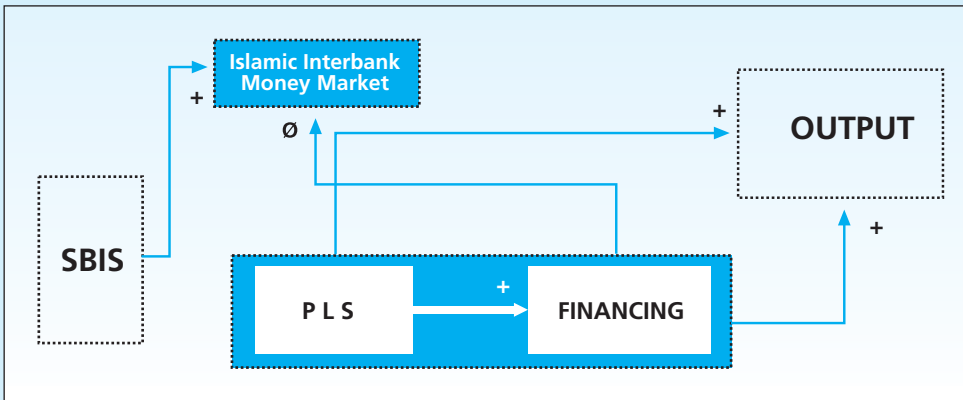 Islamic Interbank
Money Market
+
Ø
+
OUTPUT
SBIS
+
+
P L S
FINANCING